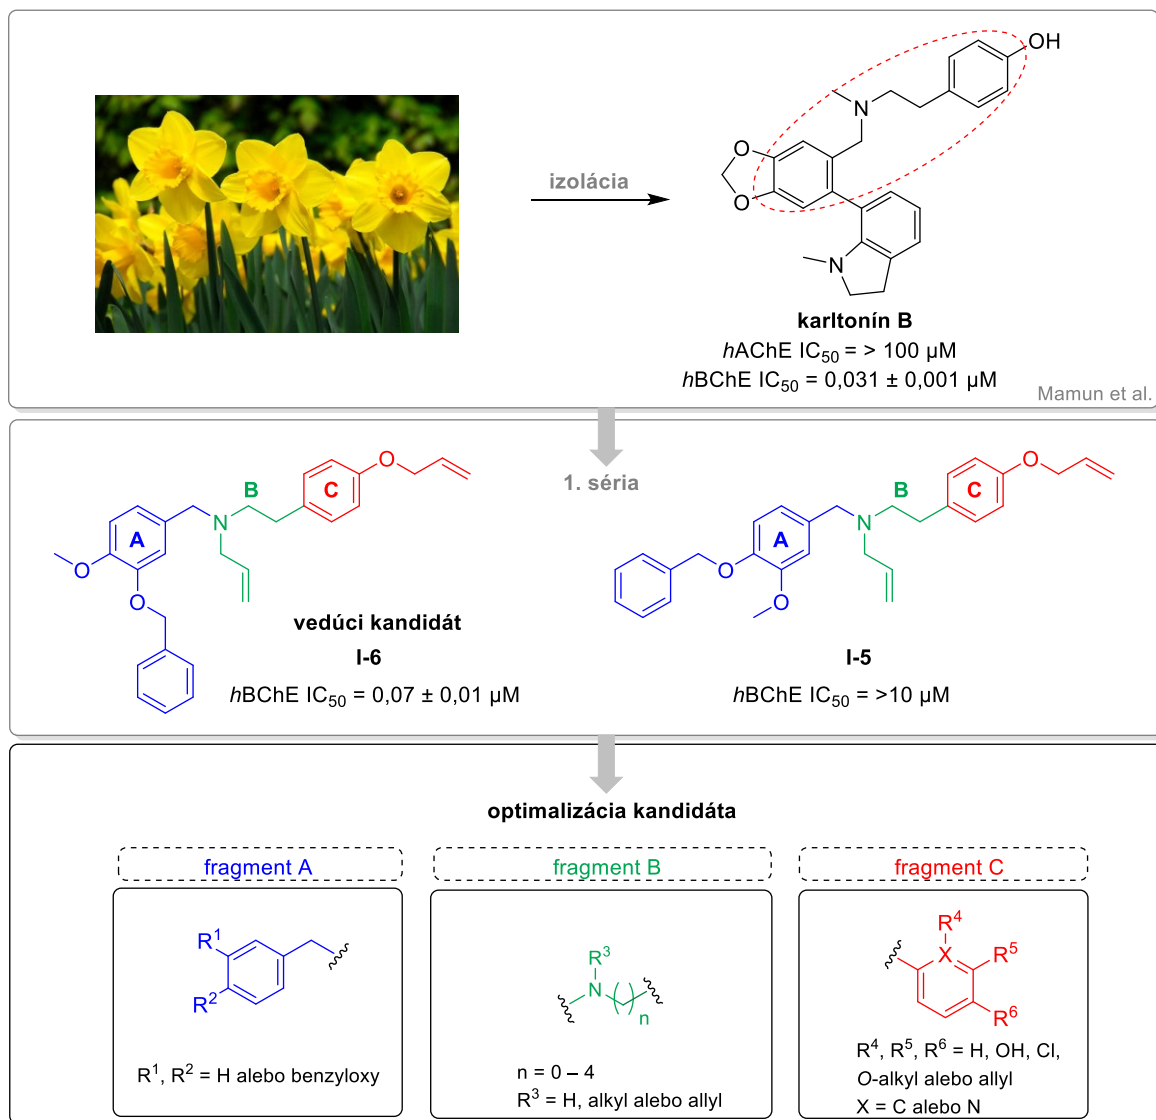 OH
N
O
O
N
izolácia
karltonín B
hAChE IC50 = > 100 µM
hBChE IC50 = 0,031 ± 0,001 µM
Mamun et al.
1. séria
O
C
B
N
A
O
O
vedúci kandidát
I-6
hBChE IC50 = 0,07 ± 0,01 µM
O
C
B
N
A
O
O
I-5
hBChE IC50 = >10 µM
optimalizácia kandidáta
fragment A
R1
R2
R1, R2 = H alebo benzyloxy
fragment B
R3
N
n
n = 0 – 4
R3 = H, alkyl alebo allyl
fragment C
R4
X
R5
R6
R4, R5, R6 = H, OH, Cl,
O-alkyl alebo allyl
X = C alebo N